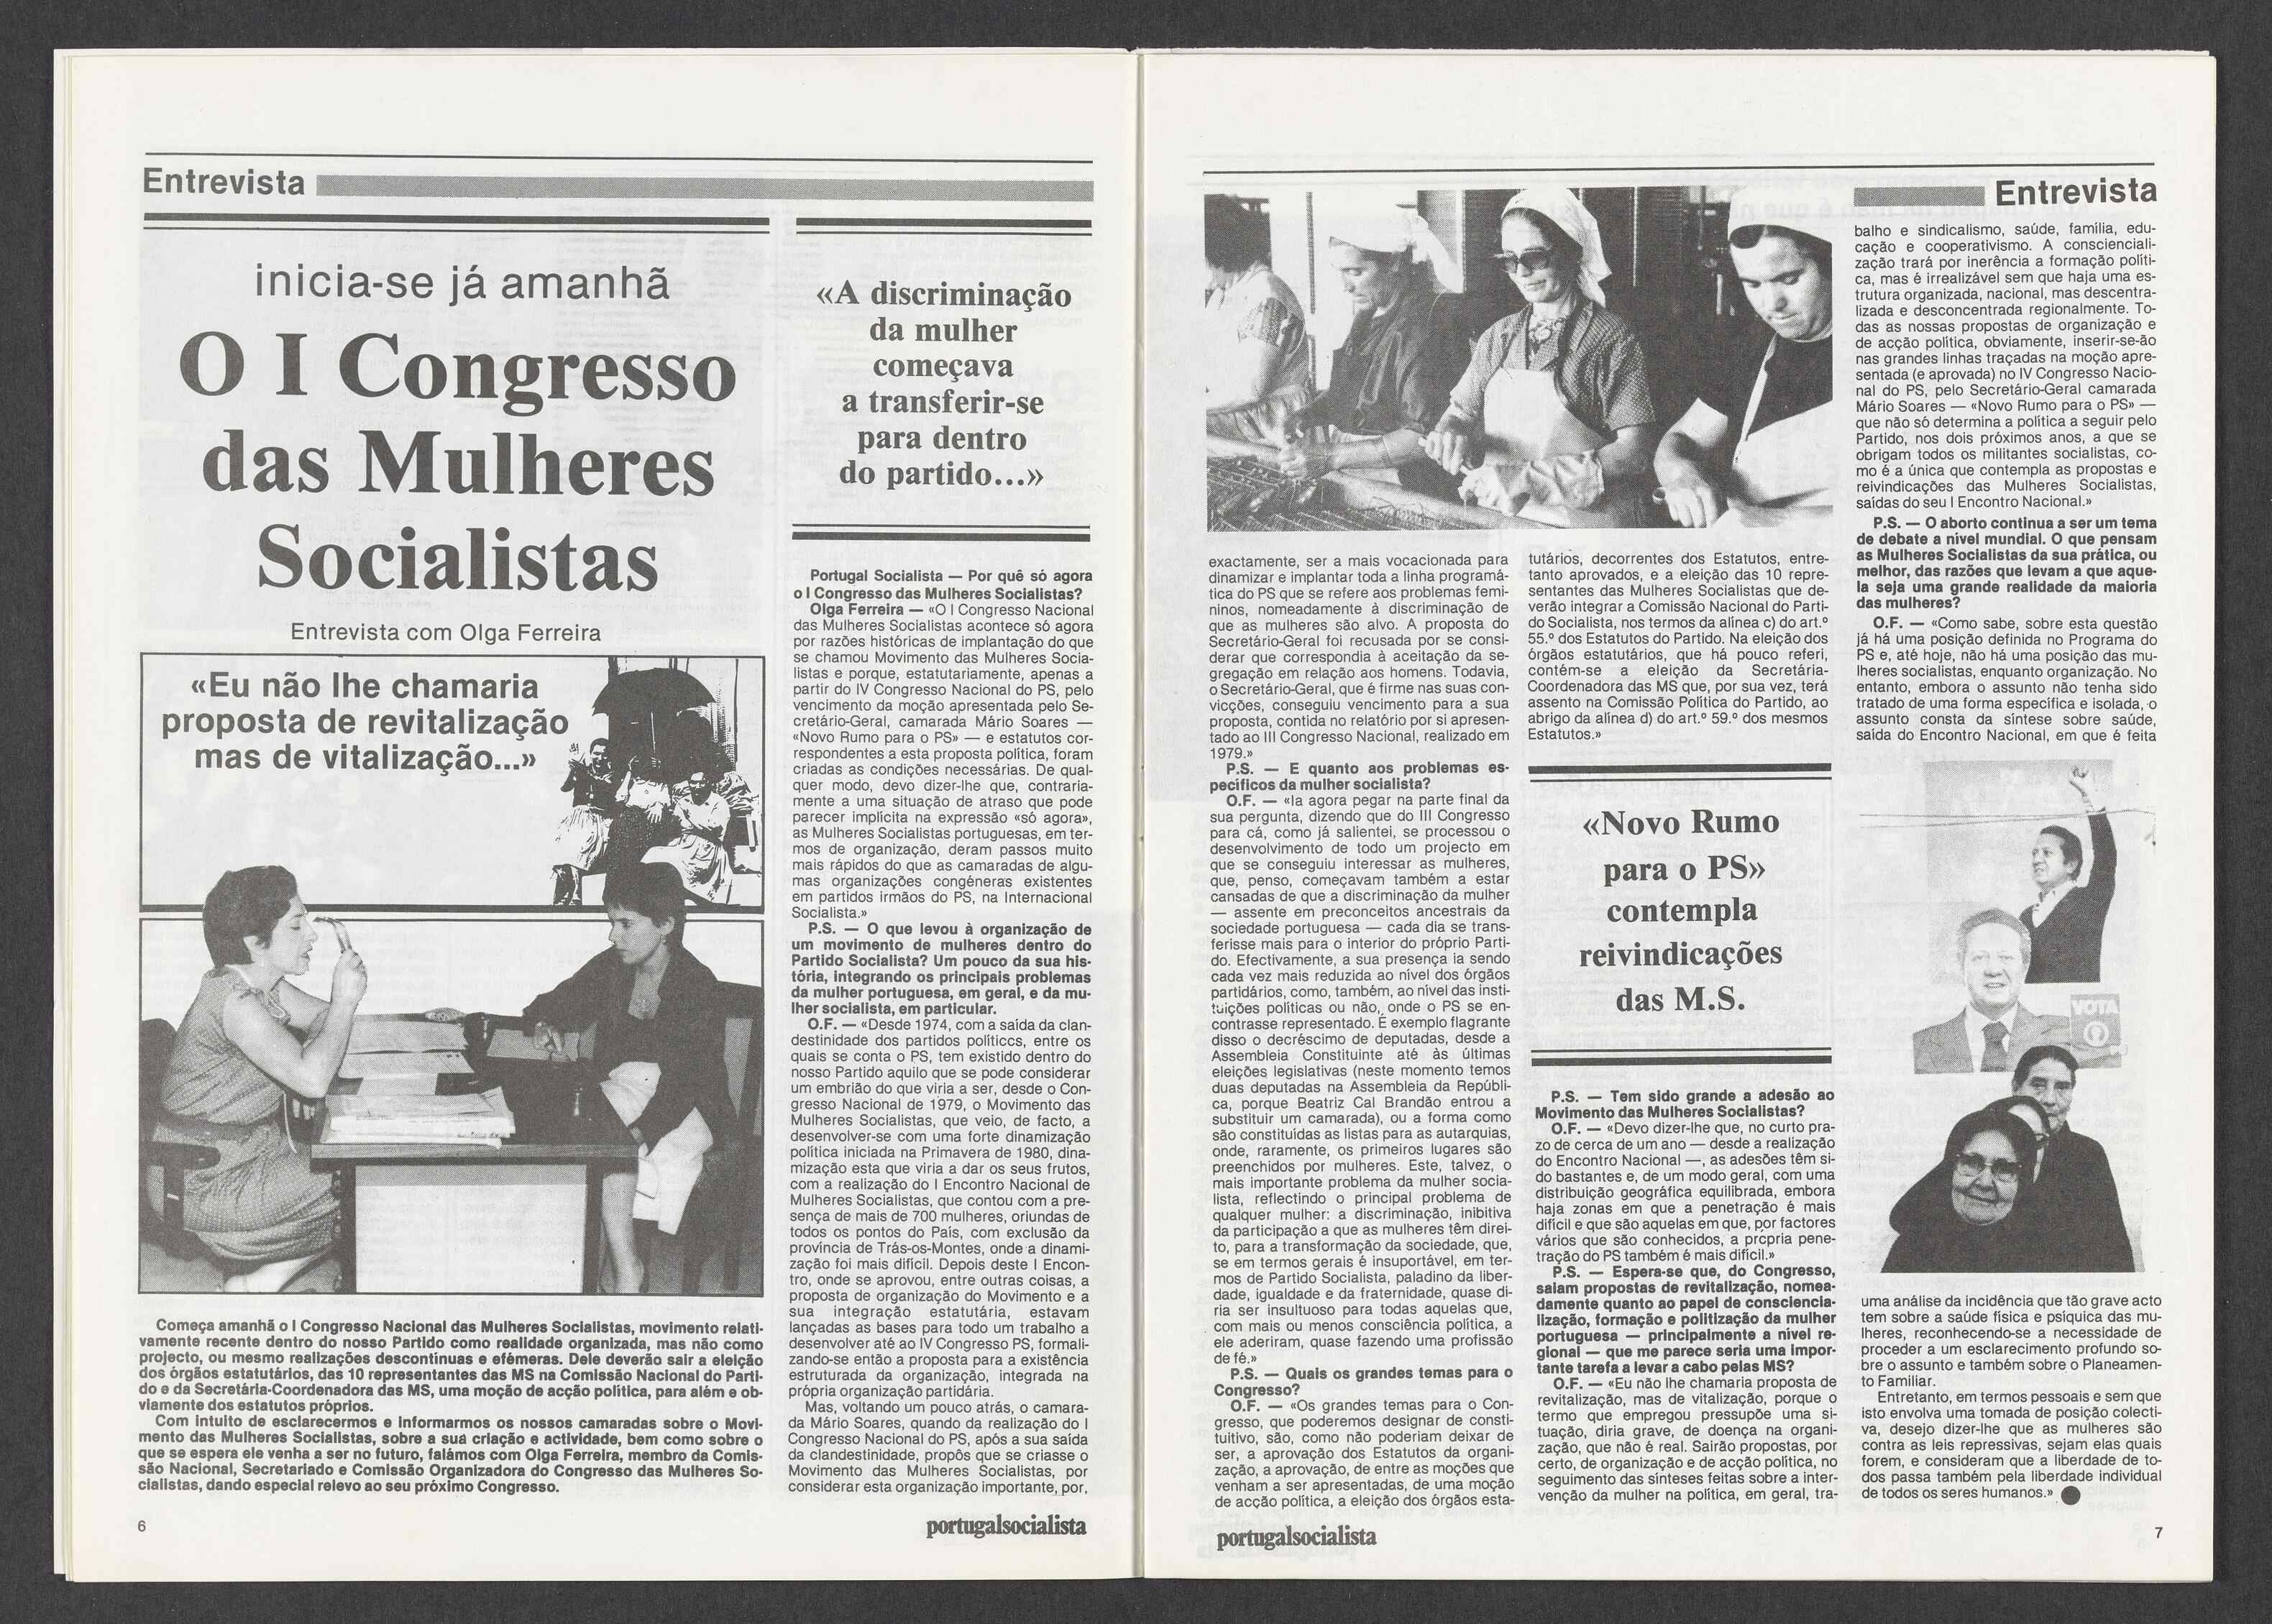 Entrevista
inicia-se já amanhã
O I Congresso
das Mulheres
Socialistas
Entrevista com Olga Ferreira
«Eu não lhe chamaria
proposta de revitalização
mas de vitalização...»
Começa amanhã o I Congresso Nacional das Mulheres Socialistas, movimento relati-
vamente recente dentro do nosso Partido como realidade organizada, mas não como
projecto, ou mesmo realizações descontínuas e efémeras. Dele deverão sair a eleição
dos órgãos estatutários, das 10 representantes das MS na Comissão Nacional do Parti-
do e da Secretária-Coordenadora das MS, uma moção de acção política, para além e ob-
viamente dos estatutos próprios.
Com intuito de esclarecermos e informarmos os nossos camaradas sobre o Movi-
mento das Mulheres Socialistas, sobre a sua criação e actividade, bem como sobre o
que se espera ele venha a ser no futuro, falámos com Olga Ferreira, membro da Comis-
são Nacional, Secretariado e Comissão Organizadora do Congresso das Mulheres So-
cialistas, dando especial relevo ao seu próximo Congresso.
«A discriminação
da mulher
começava
a transferir-se
para dentro
do partido...»
Portugal Socialista — Por quê só agora
o I Congresso das Mulheres Socialistas?
Olga Ferreira — «O I Congresso Nacional
das Mulheres Socialistas acontece só agora
por razões históricas de implantação do que
se chamou Movimento das Mulheres Socia-
listas e porque, estatutariamente, apenas a
partir do IV Congresso Nacional do PS, pelo
vencimento da moção apresentada pelo Se-
cretário-Geral, camarada Mário Soares —
«Novo Rumo para o PS» — e estatutos cor-
respondentes a esta proposta política, foram
criadas as condições necessárias. De qual-
quer modo, devo dizer-lhe que, contraria-
mente a uma situação de atraso que pode
parecer implícita na expressão «só agora»,
as Mulheres Socialistas portuguesas, em ter-
mos de organização, deram passos muito
mais rápidos do que as camaradas de algu-
mas organizações congéneras existentes
em partidos irmãos do PS, na Internacional
Socialista.»
P.S. — O que levou à organização de
um movimento de mulheres dentro do
Partido Socialista? Um pouco da sua his-
tória, integrando os principais problemas
da mulher portuguesa, em geral, e da mu-
lher socialista, em particular.
O.F. — «Desde 1974, com a saída da clan-
destinidade dos partidos políticcs, entre os
quais se conta o PS, tem existido dentro do
nosso Partido aquilo que se pode considerar
um embrião do que viria a ser, desde o Con-
gresso Nacional de 1979, o Movimento das
Mulheres Socialistas, que veio, de facto, a
desenvolver-se com uma forte dinamização
política iniciada na Primavera de 1980, dina-
mização esta que viria a dar os seus frutos,
com a realização do I Encontro Nacional de
Mulheres Socialistas, que contou com a pre-
sença de mais de 700 mulheres, oriundas de
todos os pontos do País, com exclusão da
província de Trás-os-Montes, onde a dinami-
zação foi mais difícil. Depois deste I Encon-
tro, onde se aprovou, entre outras coisas, a
proposta de organização do Movimento e a
sua integração estatutária, estavam
lançadas as bases para todo um trabalho a
desenvolver até ao IV Congresso PS, formali-
zando-se então a proposta para a existência
estruturada da organização, integrada na
própria organização partidária.
Mas, voltando um pouco atrás, o camara-
da Mário Soares, quando da realização do I
Congresso Nacional do PS, após a sua saída
da clandestinidade, propôs que se criasse o
Movimento das Mulheres Socialistas, por
considerar esta organização importante, por,
6
portugalsocialista
Entrevista
exactamente, ser a mais vocacionada para
dinamizar e implantar toda a linha programá-
tica do PS que se refere aos problemas femi-
ninos, nomeadamente à discriminação de
que as mulheres são alvo. A proposta do
Secretário-Geral foi recusada por se consi-
derar que correspondia à aceitação da se-
gregação em relação aos homens. Todavia,
o Secretário-Geral, que é firme nas suas con-
vicções, conseguiu vencimento para a sua
proposta, contida no relatório por si apresen-
tado ao III Congresso Nacional, realizado em
1979.»
P.S. — E quanto aos problemas es-
pecíficos da mulher socialista?
O.F. — «Ia agora pegar na parte final da
sua pergunta, dizendo que do III Congresso
para cá, como já salientei, se processou o
desenvolvimento de todo um projecto em
que se conseguiu interessar as mulheres,
que, penso, começavam também a estar
cansadas de que a discriminação da mulher
— assente em preconceitos ancestrais da
sociedade portuguesa — cada dia se trans-
ferisse mais para o interior do próprio Parti-
do. Efectivamente, a sua presença ia sendo
cada vez mais reduzida ao nível dos órgãos
partidários, como, também, ao nível das insti-
tuições políticas ou não, onde o PS se en-
contrasse representado. É exemplo flagrante
disso o decréscimo de deputadas, desde a
Assembleia Constituinte até às últimas
eleições legislativas (neste momento temos
duas deputadas na Assembleia da Repúbli-
ca, porque Beatriz Cal Brandão entrou a
substituir um camarada), ou a forma como
são constituídas as listas para as autarquias,
onde, raramente, os primeiros lugares são
preenchidos por mulheres. Este, talvez, o
mais importante problema da mulher socia-
lista, reflectindo o principal problema de
qualquer mulher: a discriminação, inibitiva
da participação a que as mulheres têm direi-
to, para a transformação da sociedade, que,
se em termos gerais é insuportável, em ter-
mos de Partido Socialista, paladino da liber-
dade, igualdade e da fraternidade, quase di-
ria ser insultuoso para todas aquelas que,
com mais ou menos consciência política, a
ele aderiram, quase fazendo uma profissão
de fé.»
P.S. — Quais os grandes temas para o
Congresso?
O.F. — «Os grandes temas para o Con-
gresso, que poderemos designar de consti-
tuitivo, são, como não poderiam deixar de
ser, a aprovação dos Estatutos da organi-
zação, a aprovação, de entre as moções que
venham a ser apresentadas, de uma moção
de acção política, a eleição dos órgãos esta-
tutários, decorrentes dos Estatutos, entre-
tanto aprovados, e a eleição das 10 repre-
sentantes das Mulheres Socialistas que de-
verão integrar a Comissão Nacional do Parti-
do Socialista, nos termos da alínea c) do art.º
55.º dos Estatutos do Partido. Na eleição dos
órgãos estatutários, que há pouco referi,
contém-se a eleição da Secretária-
Coordenadora das MS que, por sua vez, terá
assento na Comissão Política do Partido, ao
abrigo da alínea d) do art.º 59.º dos mesmos
Estatutos.»
«Novo Rumo
para o PS»
contempla
reivindicações
das M.S.
P.S. — Tem sido grande a adesão ao
Movimento das Mulheres Socialistas?
O.F. — «Devo dizer-lhe que, no curto pra-
zo de cerca de um ano — desde a realização
do Encontro Nacional —, as adesões têm si-
do bastantes e, de um modo geral, com uma
distribuição geográfica equilibrada, embora
haja zonas em que a penetração é mais
difícil e que são aquelas em que, por factores
vários que são conhecidos, a prcpria pene-
tração do PS também é mais difícil.»
P.S. — Espera-se que, do Congresso,
saiam propostas de revitalização, nomea-
damente quanto ao papel de consciencia-
lização, formação e politização da mulher
portuguesa — principalmente a nível re-
gional — que me parece seria uma impor-
tante tarefa a levar a cabo pelas MS?
O.F. — «Eu não lhe chamaria proposta de
revitalização, mas de vitalização, porque o
termo que empregou pressupõe uma si-
tuação, diria grave, de doença na organi-
zação, que não é real. Sairão propostas, por
certo, de organização e de acção política, no
seguimento das sínteses feitas sobre a inter-
venção da mulher na política, em geral, tra-
balho e sindicalismo, saúde, família, edu-
cação e cooperativismo. A conscienciali-
zação trará por inerência a formação políti-
ca, mas é irrealizável sem que haja uma es-
trutura organizada, nacional, mas descentra-
lizada e desconcentrada regionalmente. To-
das as nossas propostas de organização e
de acção política, obviamente, inserir-se-ão
nas grandes linhas traçadas na moção apre-
sentada (e aprovada) no IV Congresso Nacio-
nal do PS, pelo Secretário-Geral camarada
Mário Soares — «Novo Rumo para o PS» —
que não só determina a política a seguir pelo
Partido, nos dois próximos anos, a que se
obrigam todos os militantes socialistas, co-
mo é a única que contempla as propostas e
reivindicações das Mulheres Socialistas,
saídas do seu I Encontro Nacional.»
P.S. — O aborto continua a ser um tema
de debate a nível mundial. O que pensam
as Mulheres Socialistas da sua prática, ou
melhor, das razões que levam a que aque-
la seja uma grande realidade da maioria
das mulheres?
O.F. — «Como sabe, sobre esta questão
já há uma posição definida no Programa do
PS e, até hoje, não há uma posição das mu-
lheres socialistas, enquanto organização. No
entanto, embora o assunto não tenha sido
tratado de uma forma específica e isolada, o
assunto consta da síntese sobre saúde,
saída do Encontro Nacional, em que é feita
VOTA
uma análise da incidência que tão grave acto
tem sobre a saúde física e psíquica das mu-
lheres, reconhecendo-se a necessidade de
proceder a um esclarecimento profundo so-
bre o assunto e também sobre o Planeamen-
to Familiar.
Entretanto, em termos pessoais e sem que
isto envolva uma tomada de posição colecti-
va, desejo dizer-lhe que as mulheres são
contra as leis repressivas, sejam elas quais
forem, e consideram que a liberdade de to-
dos passa também pela liberdade individual
de todos os seres humanos.»
portugalsocialista
7